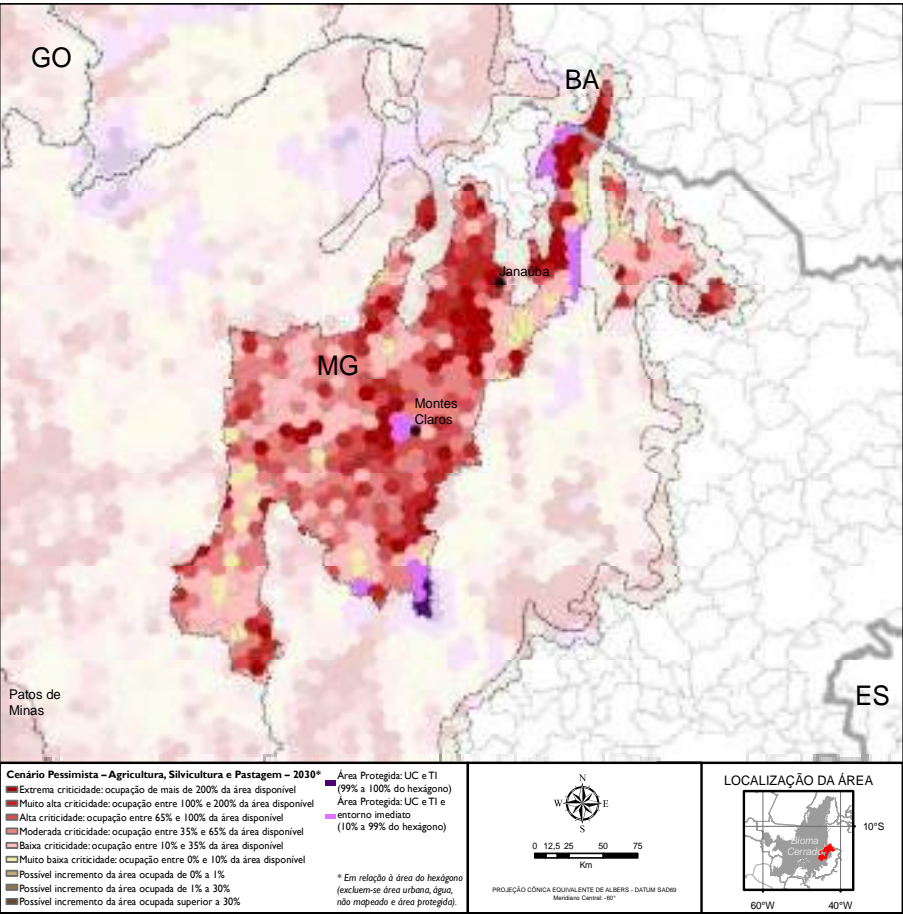 GO
BA
Janaúba
MG
Montes
Claros
Patos de
Minas
ES
Cenário Pessimista – Agricultura, Silvicultura e Pastagem – 2030*
Extrema criticidade: ocupação de mais de 200% da área disponível
Muito alta criticidade: ocupação entre 100% e 200% da área disponível
Alta criticidade: ocupação entre 65% e 100% da área disponível
Moderada criticidade: ocupação entre 35% e 65% da área disponível
Baixa criticidade: ocupação entre 10% e 35% da área disponível
Muito baixa criticidade: ocupação entre 0% e 10% da área disponível
Possível incremento da área ocupada de 0% a 1%
Possível incremento da área ocupada de 1% a 30%
Possível incremento da área ocupada superior a 30%
Área Protegida: UC e TI
(99% a 100% do hexágono)
Área Protegida: UC e TI e
entorno imediato
(10% a 99% do hexágono)
* Em relação à área do hexágono
(excluem-se área urbana, água,
não mapeado e área protegida).
N
W E
S
0 12,5 25 50 75
Km
PROJEÇÃO CÔNICA EQUIVALENTE DE ALBERS - DATUM SAD69
Meridiano Central: -60°
LOCALIZAÇÃO DA ÁREA
10°S
Bioma
Cerrado
60°W 40°W